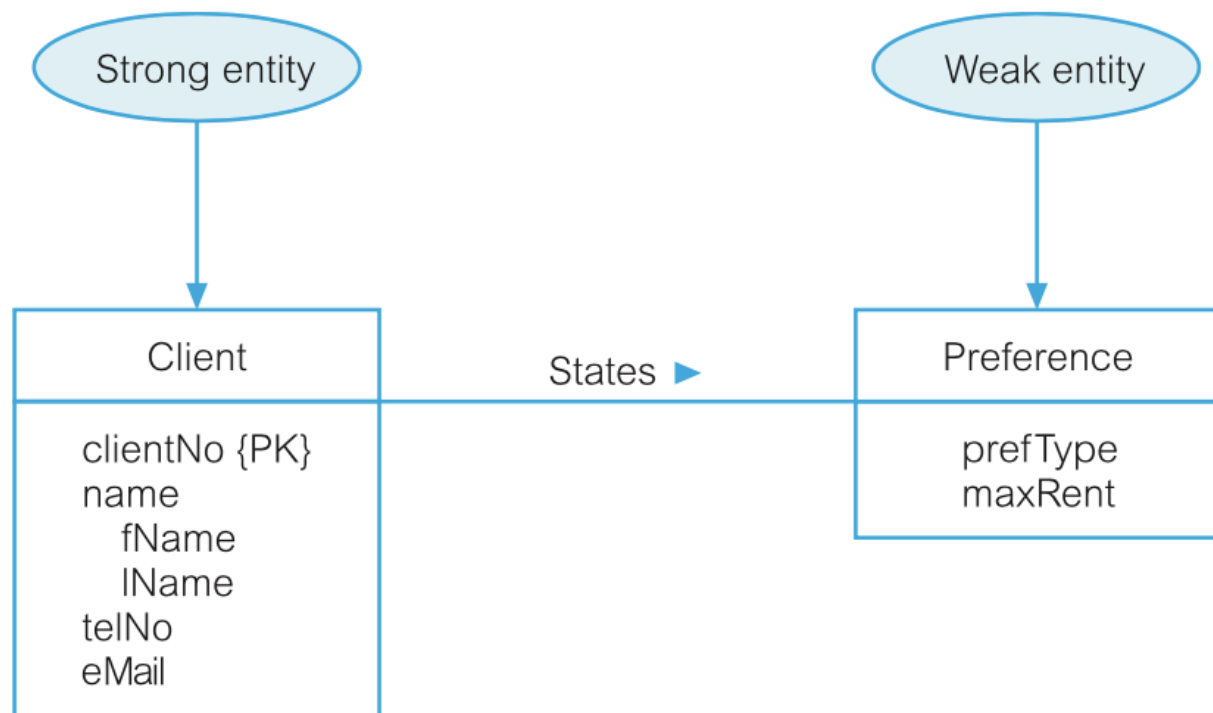 Strong entity
Weak entity
Client
States ►
Preference
clientNo {PK}
name
fName
lName
telNo
eMail
prefType
maxRent